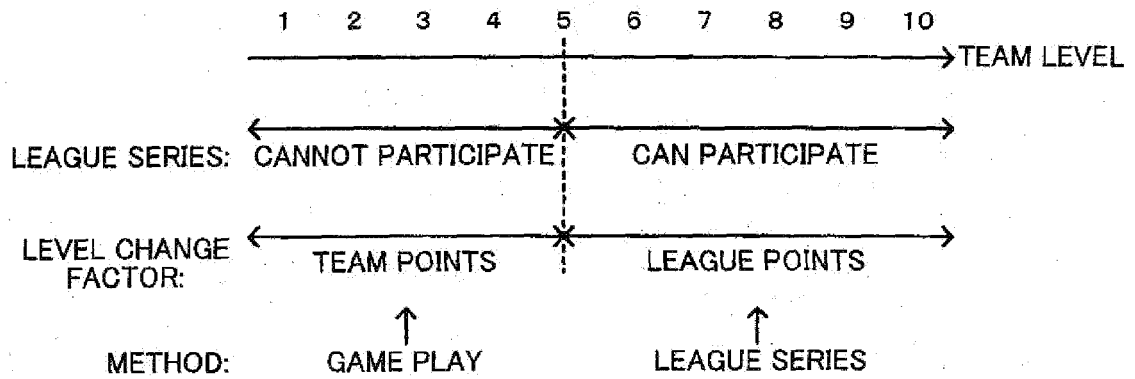 1 2 3 4 5 6 7 8 9 10
TEAM LEVEL
LEAGUE SERIES: CANNOT PARTICIPATE CAN PARTICIPATE
LEVEL CHANGE
FACTOR: TEAM POINTS LEAGUE POINTS
METHOD: GAME PLAY LEAGUE SERIES